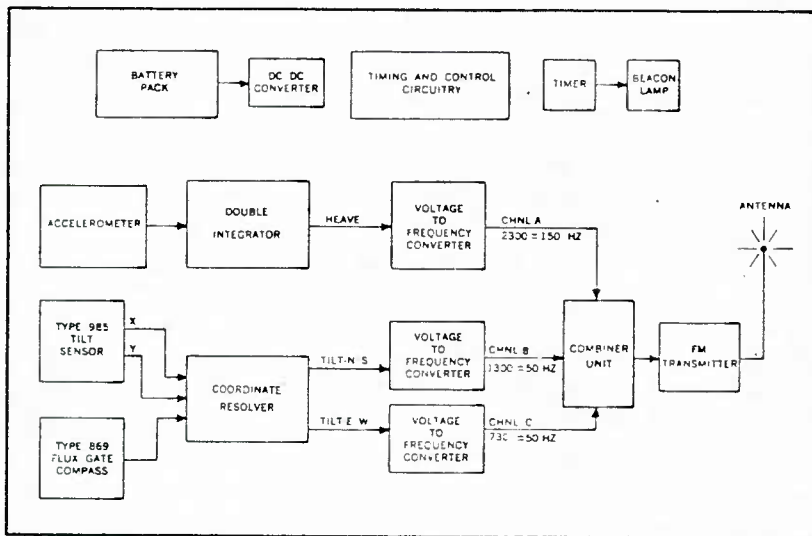 BATTERY
PACK
DC DC
CONVERTER
TIMING AND CONTROL
CIRCUITRY
TIMER
BEACON
LAMP
ACCELEROMETER
DOUBLE
INTEGRATOR
HEAVE
VOLTAGE
TO
FREQUENCY
CONVERTER
CHNL A
2300 ± 150 HZ
ANTENNA
TYPE 985
TILT
SENSOR
X
Y
TYPE 869
FLUX GATE
COMPASS
COORDINATE
RESOLVER
TILT-N S
VOLTAGE
TO
FREQUENCY
CONVERTER
CHNL B
1300 ± 50 HZ
TILT E W
VOLTAGE
TO
FREQUENCY
CONVERTER
CHNL C
730 ± 50 HZ
COMBINER
UNIT
FM
TRANSMITTER